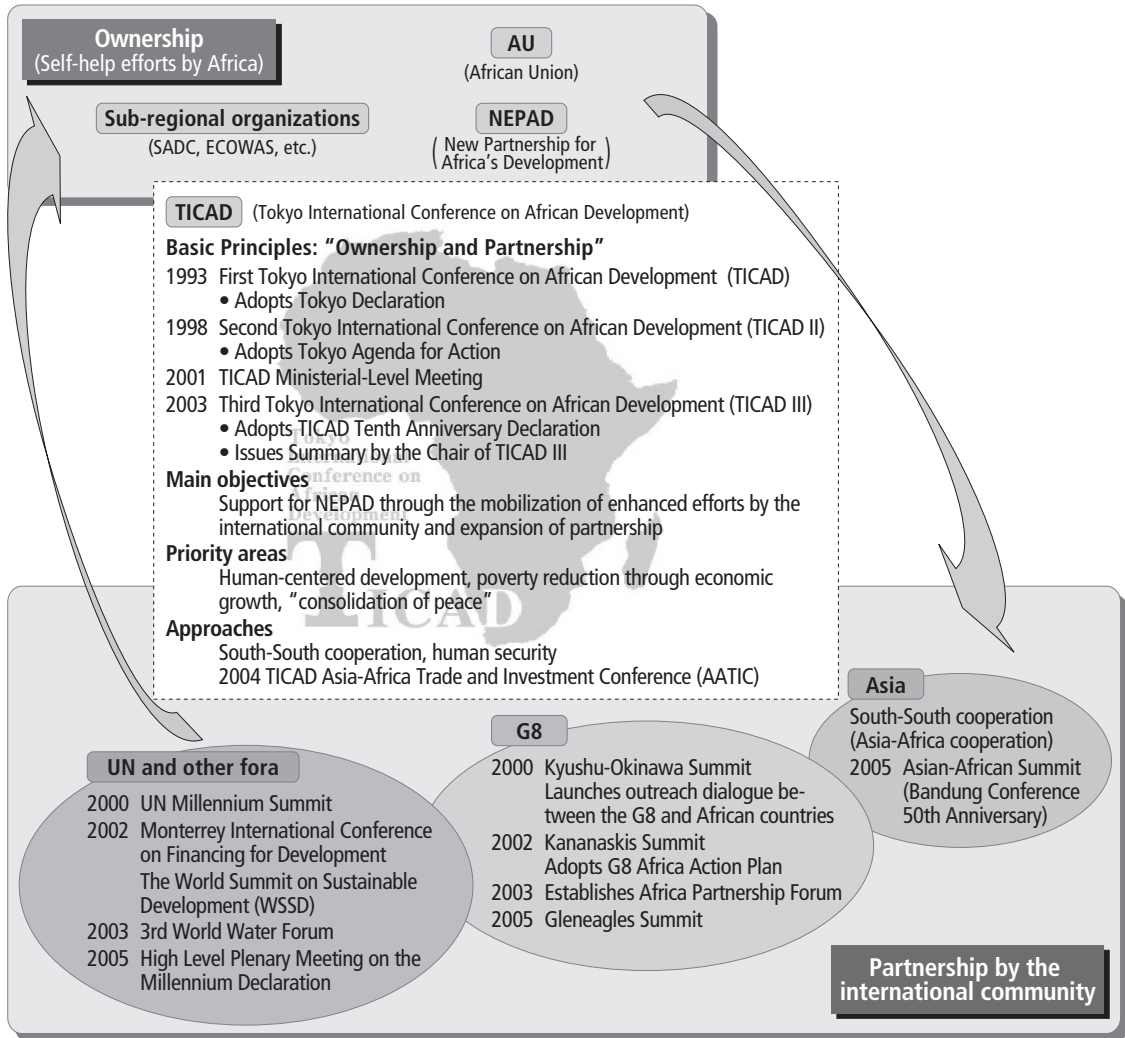 Ownership
(Self-help efforts by Africa)
AU
(African Union)
Sub-regional organizations
(SADC, ECOWAS, etc.)
NEPAD
(New Partnership for
Africa's Development)
TICAD (Tokyo International Conference on African Development)
Basic Principles: "Ownership and Partnership"
1993 First Tokyo International Conference on African Development (TICAD)
• Adopts Tokyo Declaration
1998 Second Tokyo International Conference on African Development (TICAD II)
• Adopts Tokyo Agenda for Action
2001 TICAD Ministerial-Level Meeting
2003 Third Tokyo International Conference on African Development (TICAD III)
• Adopts TICAD Tenth Anniversary Declaration
• Issues Summary by the Chair of TICAD III
Main objectives
Support for NEPAD through the mobilization of enhanced efforts by the
international community and expansion of partnership
Priority areas
Human-centered development, poverty reduction through economic
growth, "consolidation of peace"
Approaches
South-South cooperation, human security
2004 TICAD Asia-Africa Trade and Investment Conference (AATIC)
Tokyo
International
Conference on
African
Development
TICAD
UN and other fora
2000 UN Millennium Summit
2002 Monterrey International Conference
on Financing for Development
The World Summit on Sustainable
Development (WSSD)
2003 3rd World Water Forum
2005 High Level Plenary Meeting on the
Millennium Declaration
G8
2000 Kyushu-Okinawa Summit
Launches outreach dialogue be-
tween the G8 and African countries
2002 Kananaskis Summit
Adopts G8 Africa Action Plan
2003 Establishes Africa Partnership Forum
2005 Gleneagles Summit
Asia
South-South cooperation
(Asia-Africa cooperation)
2005 Asian-African Summit
(Bandung Conference
50th Anniversary)
Partnership by the
international community